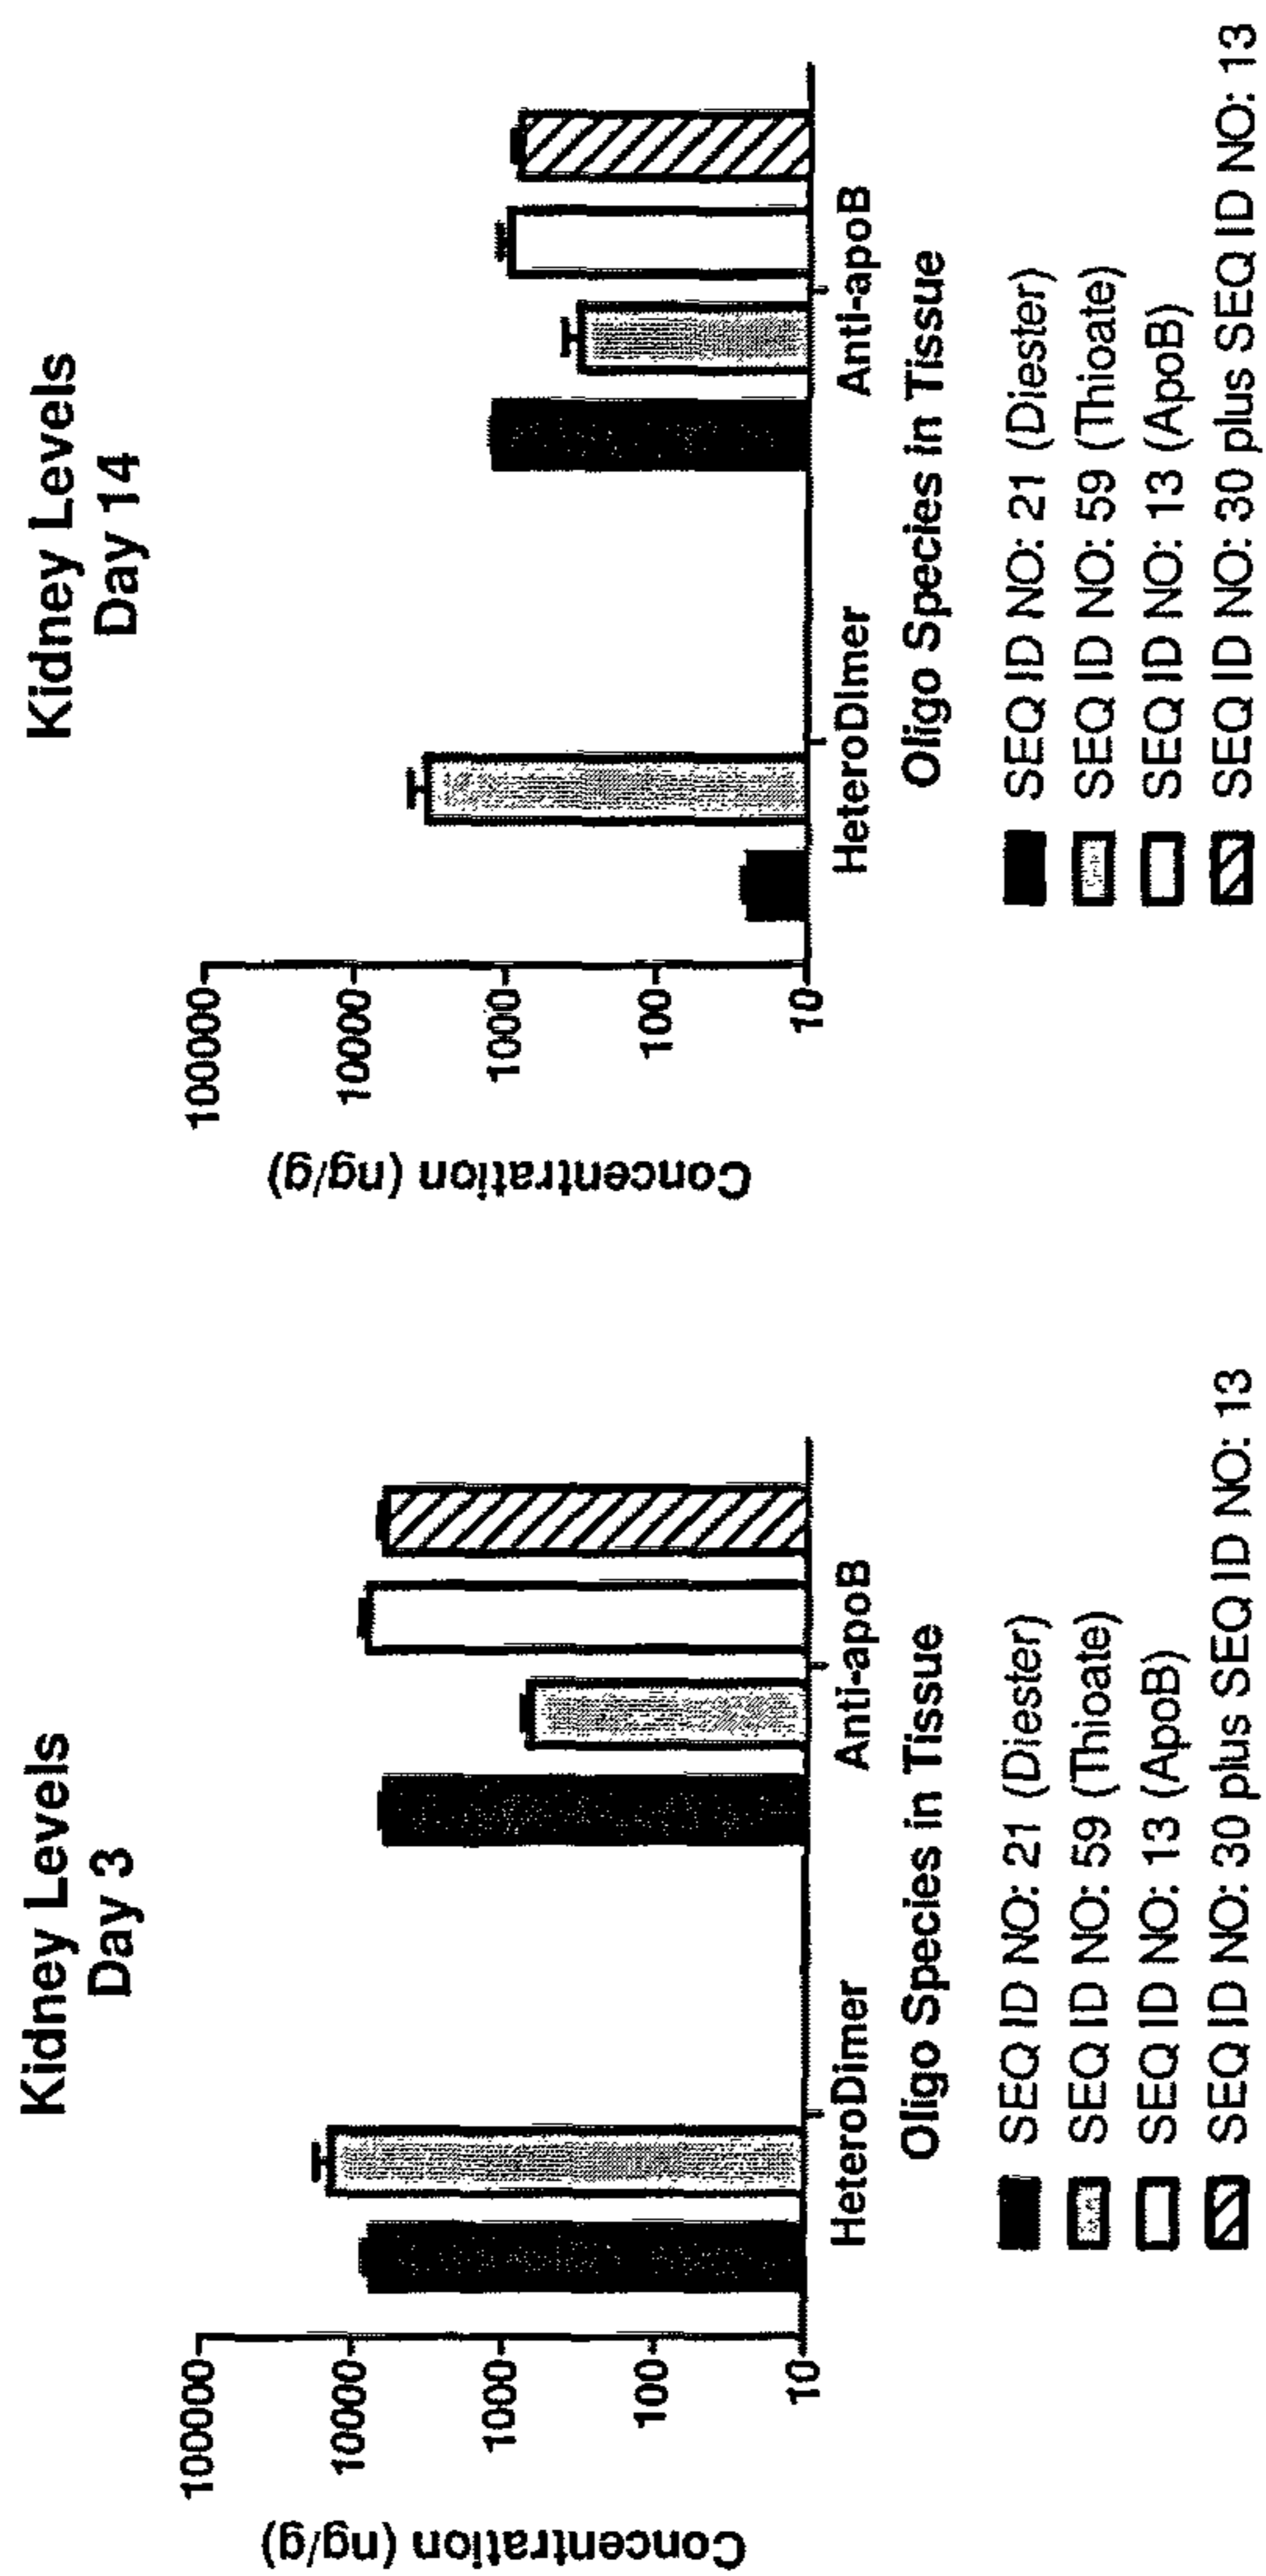 Kidney Levels
Day 3
Concentration (ng/g)
100000
10000
1000
100
10
HeteroDimer
Anti-apoB
Oligo Species in Tissue
SEQ ID NO: 21 (Diester)
SEQ ID NO: 59 (Thioate)
SEQ ID NO: 13 (ApoB)
SEQ ID NO: 30 plus SEQ ID NO: 13
Kidney Levels
Day 14
Concentration (ng/g)
100000
10000
1000
100
10
HeteroDImer
Anti-apoB
Oligo Species in Tissue
SEQ ID NO: 21 (Diester)
SEQ ID NO: 59 (Thioate)
SEQ ID NO: 13 (ApoB)
SEQ ID NO: 30 plus SEQ ID NO: 13